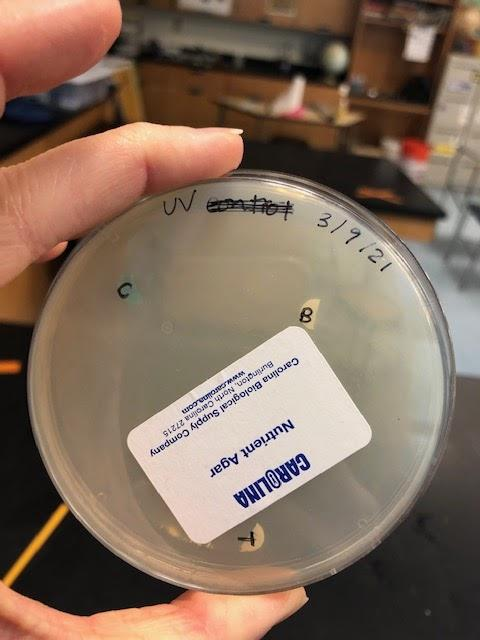 UV control 3/9/21
C
B
CAROLINA
Nutrient Agar
Carolina Biological Supply Company
Burlington, North Carolina 27215
www.carolina.com
T